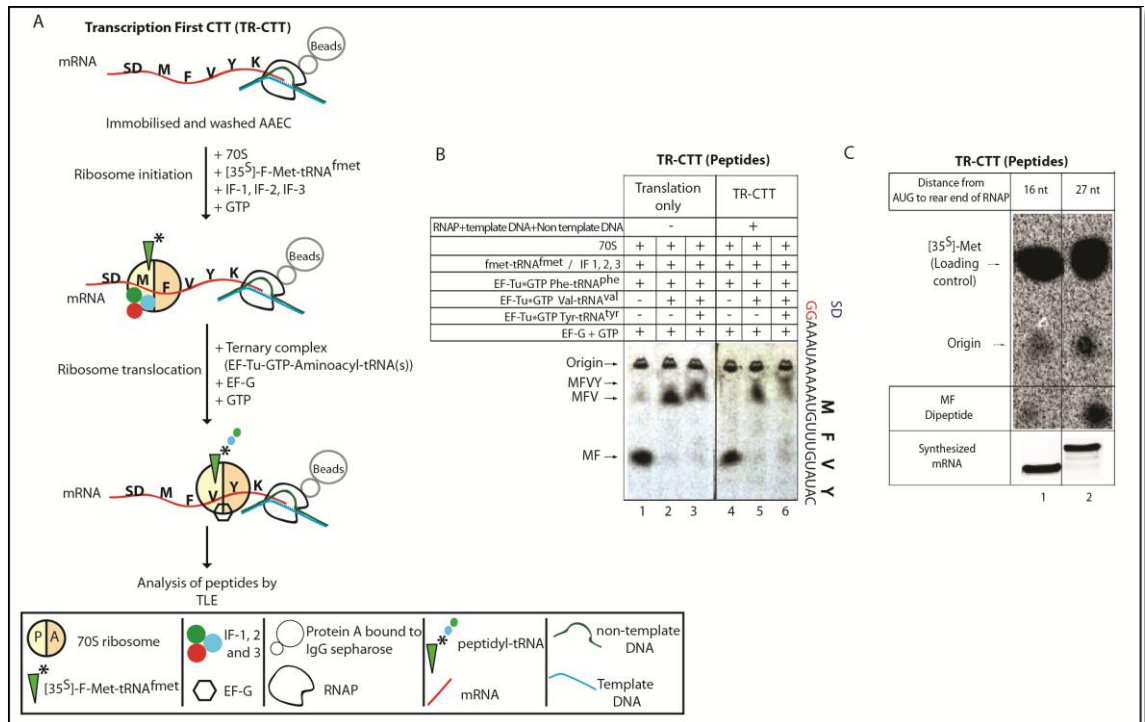 A
Transcription First CTT (TR-CTT)
Beads
mRNA
SD M F V Y K
Immobilised and washed AAEC
Ribosome initiation
+ 70S
+ [35S]-F-Met-tRNAfmet
+ IF-1, IF-2, IF-3
+ GTP
*
SD M F V Y K
mRNA
Beads
Ribosome translocation
+ Ternary complex
(EF-Tu-GTP-Aminoacyl-tRNA(s))
+ EF-G
+ GTP
*
Beads
mRNA
SD M F V Y K
Analysis of peptides by
TLE
P A
70S ribosome
*
[35S]-F-Met-tRNAfmet
IF-1, 2
and 3
EF-G
Protein A bound to
IgG sepharose
RNAP
*
peptidyl-tRNA
mRNA
non-template
DNA
Template
DNA
B
TR-CTT (Peptides)
Translation
only
TR-CTT
RNAP+template DNA+Non template DNA - +
70S + + + + + +
fmet-tRNAfmet / IF 1, 2, 3 + + + + + +
EF-Tu*GTP Phe-tRNAphe + + + + + +
EF-Tu*GTP Val-tRNAval - + + - + +
EF-Tu*GTP Tyr-tRNAtyr - - + - - +
EF-G + GTP + + + + + +
Origin
MFVY
MFV
MF
1 2 3 4 5 6
SD
GGAAAUAAAAAUGUUUGUAUAC
M F V Y
C
TR-CTT (Peptides)
Distance from
AUG to rear end of RNAP
16 nt 27 nt
[35S]-Met
(Loading
control)
Origin
MF
Dipeptide
Synthesized
mRNA
1 2